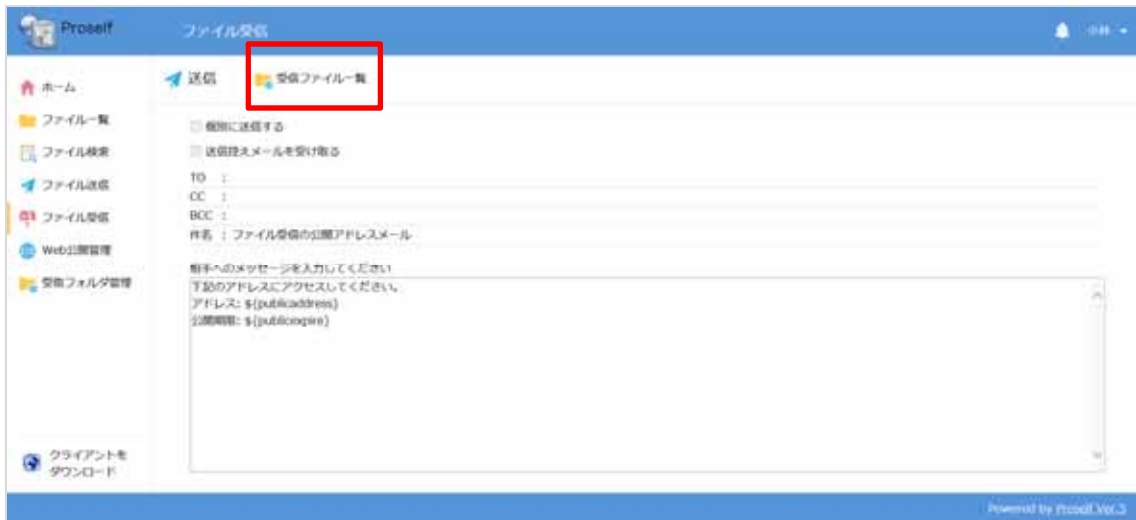 Proself
ファイル受信
小林
ホーム
ファイル一覧
ファイル検索
ファイル送信
ファイル受信
Web公開管理
受信フォルダ管理
クライアントを
ダウンロード
送信
受信ファイル一覧
個別に送信する
送信控えメールを受け取る
TO :
CC :
BCC :
件名 : ファイル受信の公開アドレスメール
相手へのメッセージを入力してください
下記のアドレスにアクセスしてください。
アドレス: ${publicaddress}
公開期限: ${publicexpire}
Powered by Proself Ver.5